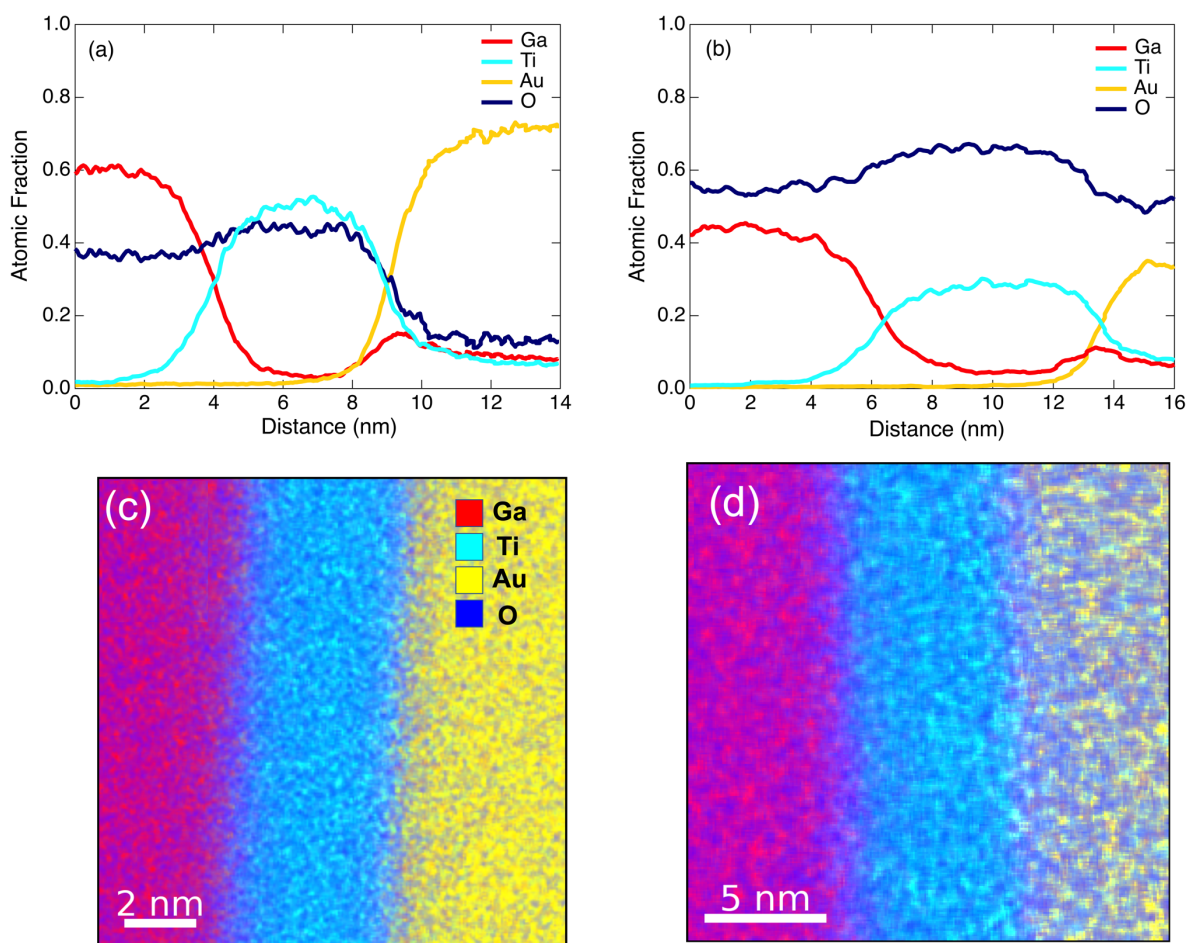 (a)
Ga
Ti
Au
O
1.0
0.8
0.6
0.4
0.2
0.0
Atomic Fraction
0 2 4 6 8 10 12 14
Distance (nm)
(b)
Ga
Ti
Au
O
1.0
0.8
0.6
0.4
0.2
0.0
Atomic Fraction
0 2 4 6 8 10 12 14 16
Distance (nm)
(c)
Ga
Ti
Au
O
2 nm
(d)
5 nm